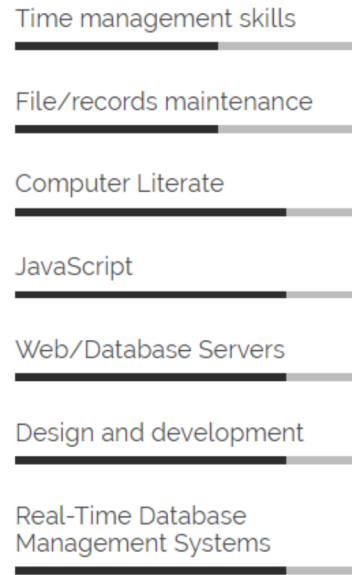 Time management skills
File/records maintenance
Computer Literate
JavaScript
Web/Database Servers
Design and development
Real-Time Database
Management Systems